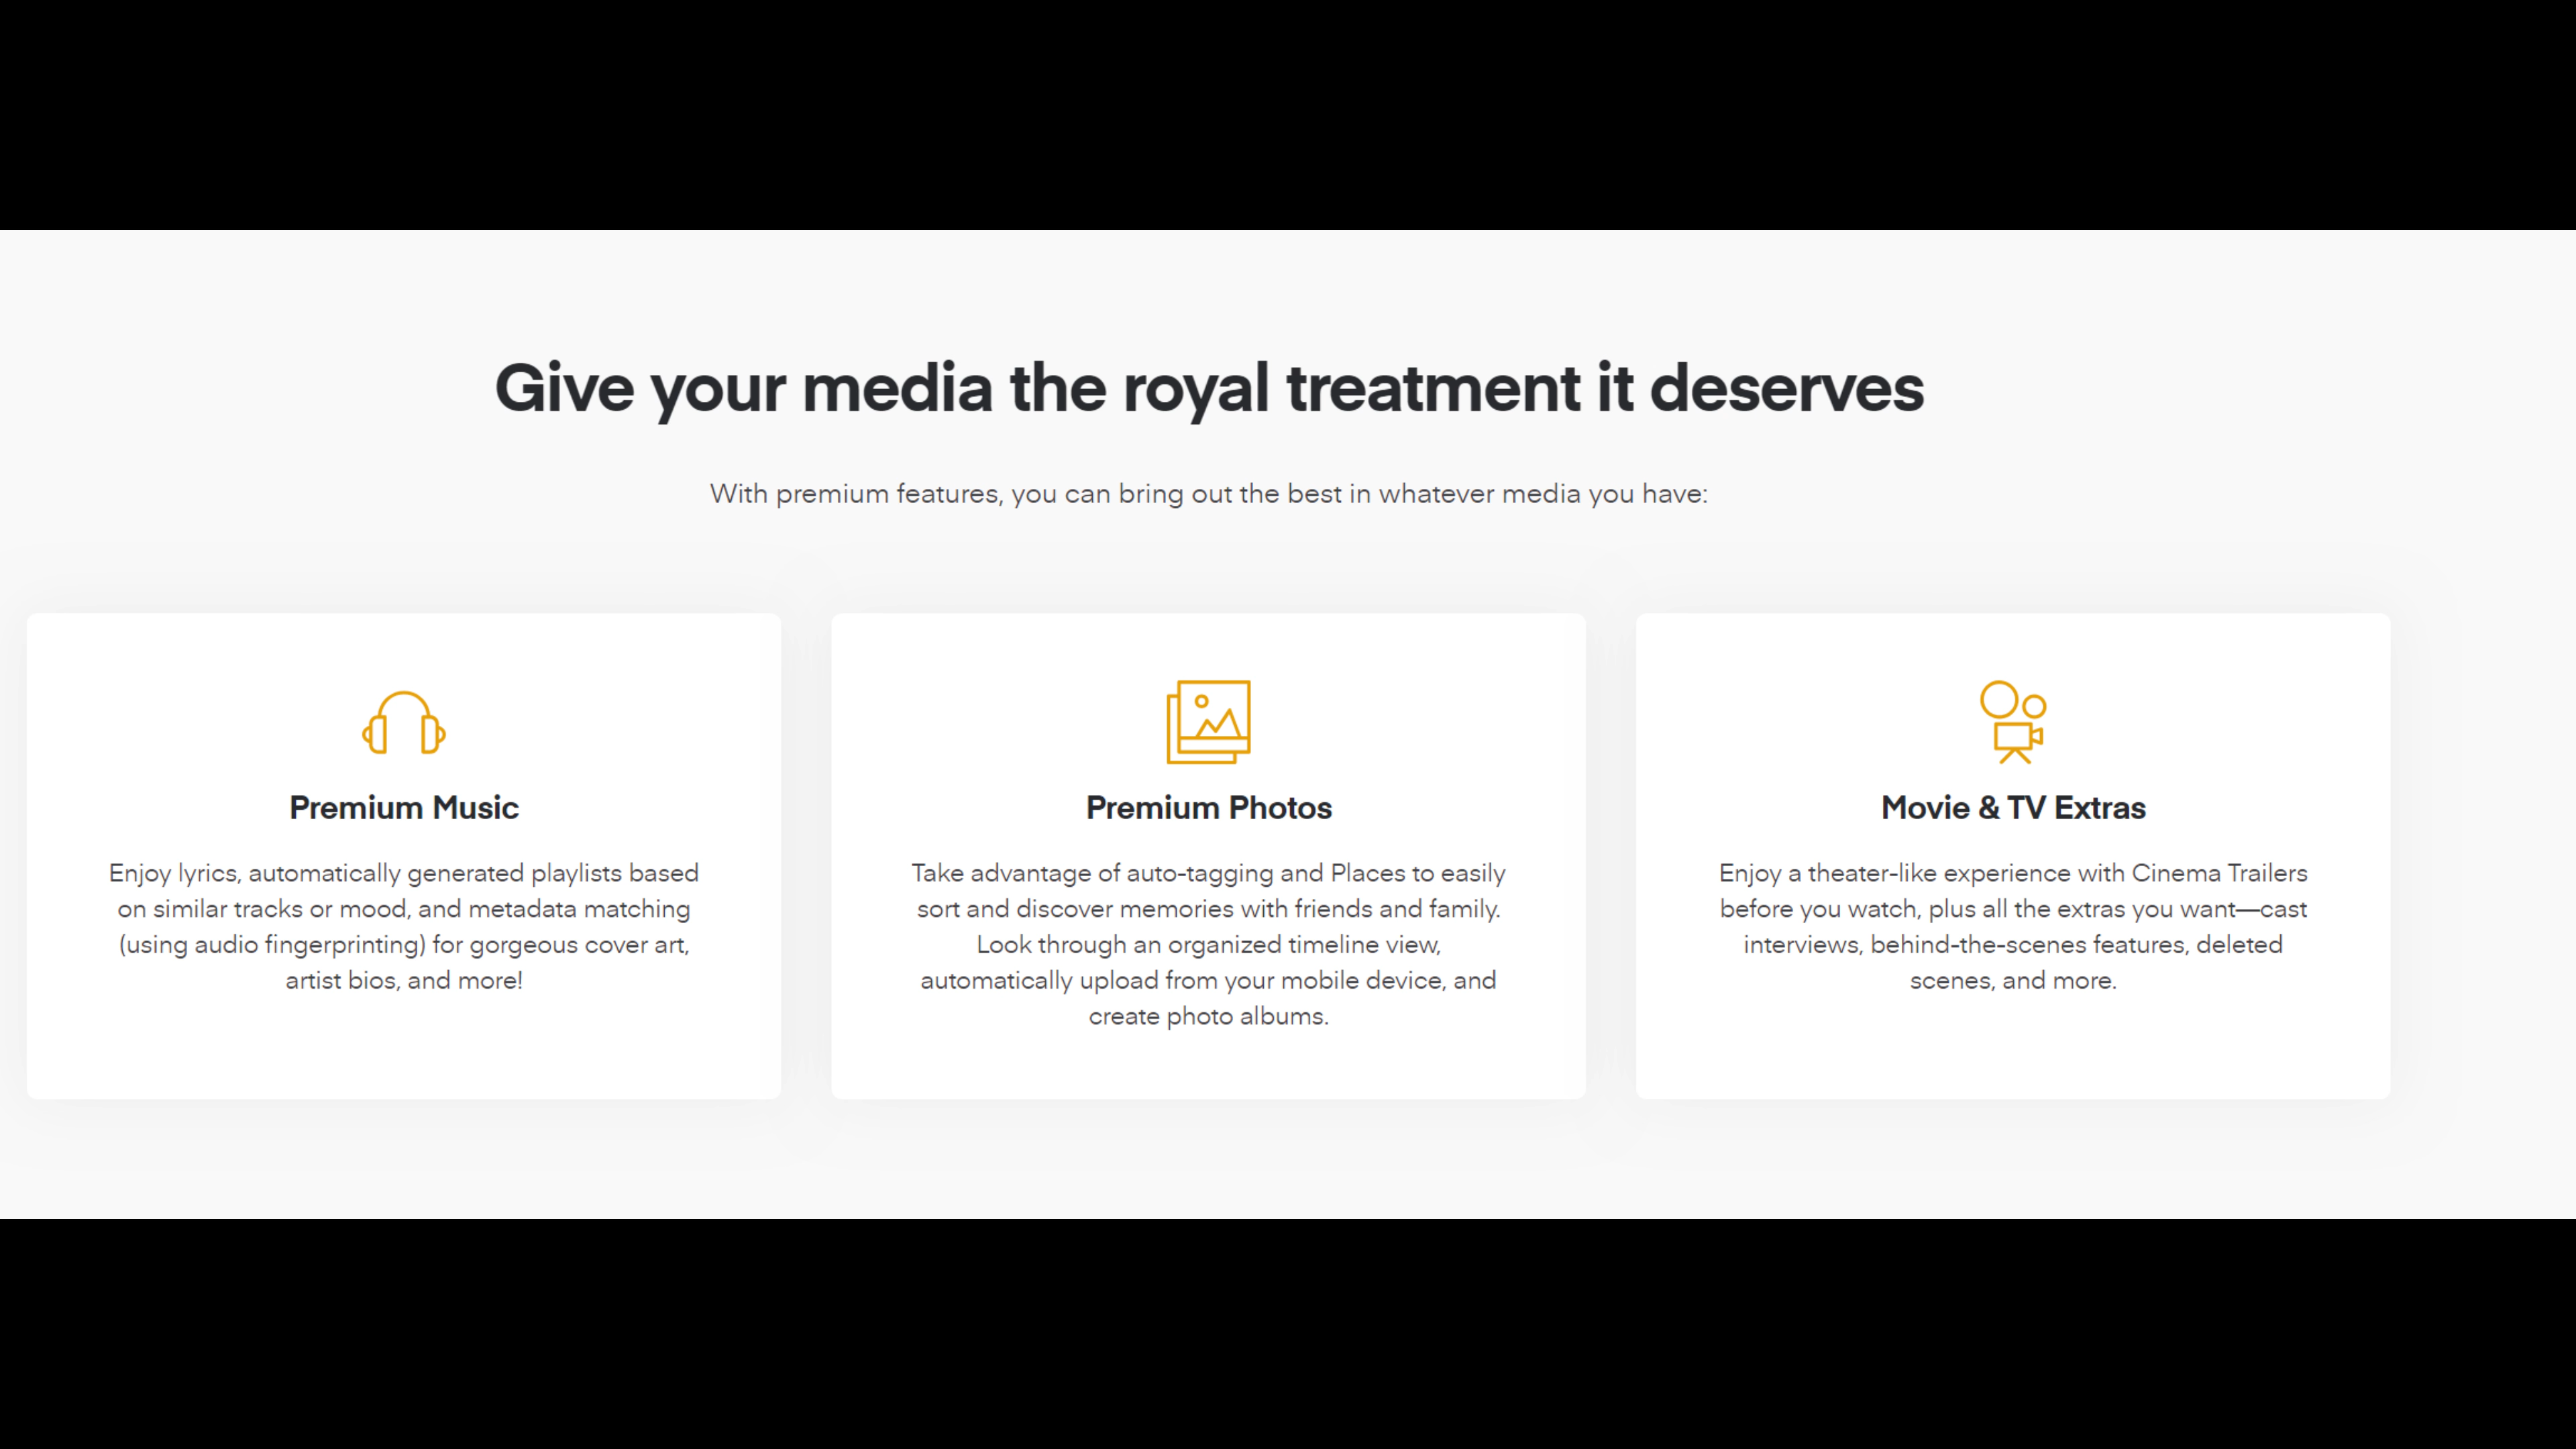 Give your media the royal treatment it deserves
With premium features, you can bring out the best in whatever media you have:
Premium Music
Enjoy lyrics, automatically generated playlists based
on similar tracks or mood, and metadata matching
(using audio fingerprinting) for gorgeous cover art,
artist bios, and more!
Premium Photos
Take advantage of auto-tagging and Places to easily
sort and discover memories with friends and family.
Look through an organized timeline view,
automatically upload from your mobile device, and
create photo albums.
Movie & TV Extras
Enjoy a theater-like experience with Cinema Trailers
before you watch, plus all the extras you want—cast
interviews, behind-the-scenes features, deleted
scenes, and more.